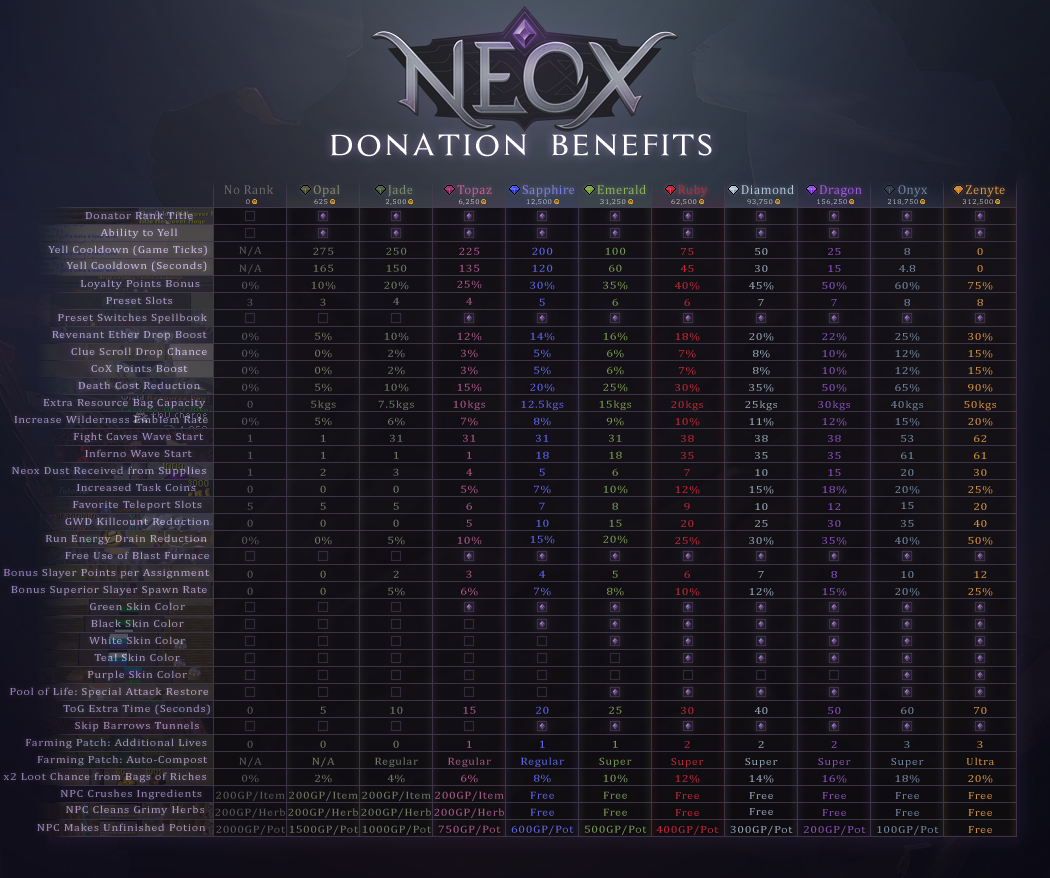 NEOX
DONATION BENEFITS
No Rank Opal Jade Topaz Sapphire Emerald Ruby Diamond Dragon Onyx Zenyte
0 625 2,500 6,250 12,500 31,250 62,500 93,750 156,250 218,750 312,500
Donator Rank Title
Ability to Yell
Yell Cooldown (Game Ticks) N/A 275 250 225 200 100 75 50 25 8 0
Yell Cooldown (Seconds) N/A 165 150 135 120 60 45 30 15 4.8 0
Loyalty Points Bonus 0% 10% 20% 25% 30% 35% 40% 45% 50% 60% 75%
Preset Slots 3 3 4 4 5 6 6 7 7 8 8
Preset Switches Spellbook
Revenant Ether Drop Boost 0% 5% 10% 12% 14% 16% 18% 20% 22% 25% 30%
Clue Scroll Drop Chance 0% 0% 2% 3% 5% 6% 7% 8% 10% 12% 15%
CoX Points Boost 0% 0% 2% 3% 5% 6% 7% 8% 10% 12% 15%
Death Cost Reduction 0% 5% 10% 15% 20% 25% 30% 35% 50% 65% 90%
Extra Resource Bag Capacity 0 5kgs 7.5kgs 10kgs 12.5kgs 15kgs 20kgs 25kgs 30kgs 40kgs 50kgs
Increase Wilderness Emblem Rate 0% 5% 6% 7% 8% 9% 10% 11% 12% 15% 20%
Fight Caves Wave Start 1 1 31 31 31 31 38 38 38 53 62
Inferno Wave Start 1 1 1 1 18 18 35 35 35 61 61
Neox Dust Received from Supplies 1 2 3 4 5 6 7 10 15 20 30
Increased Task Coins 0 0 0 5% 7% 10% 12% 15% 18% 20% 25%
Favorite Teleport Slots 5 5 5 6 7 8 9 10 12 15 20
GWD Killcount Reduction 0 0 0 5 10 15 20 25 30 35 40
Run Energy Drain Reduction 0% 0% 5% 10% 15% 20% 25% 30% 35% 40% 50%
Free Use of Blast Furnace
Bonus Slayer Points per Assignment 0 0 2 3 4 5 6 7 8 10 12
Bonus Superior Slayer Spawn Rate 0 0 5% 6% 7% 8% 10% 12% 15% 20% 25%
Green Skin Color
Black Skin Color
White Skin Color
Teal Skin Color
Purple Skin Color
Pool of Life: Special Attack Restore
ToG Extra Time (Seconds) 0 5 10 15 20 25 30 40 50 60 70
Skip Barrows Tunnels
Farming Patch: Additional Lives 0 0 0 1 1 1 2 2 2 3 3
Farming Patch: Auto-Compost N/A N/A Regular Regular Regular Super Super Super Super Super Ultra
x2 Loot Chance from Bags of Riches 0% 2% 4% 6% 8% 10% 12% 14% 16% 18% 20%
NPC Crushes Ingredients 200GP/Item 200GP/Item 200GP/Item 200GP/Item Free Free Free Free Free Free Free
NPC Cleans Grimy Herbs 200GP/Herb 200GP/Herb 200GP/Herb 200GP/Herb Free Free Free Free Free Free Free
NPC Makes Unfinished Potion 2000GP/Pot 1500GP/Pot 1000GP/Pot 750GP/Pot 600GP/Pot 500GP/Pot 400GP/Pot 300GP/Pot 200GP/Pot 100GP/Pot Free